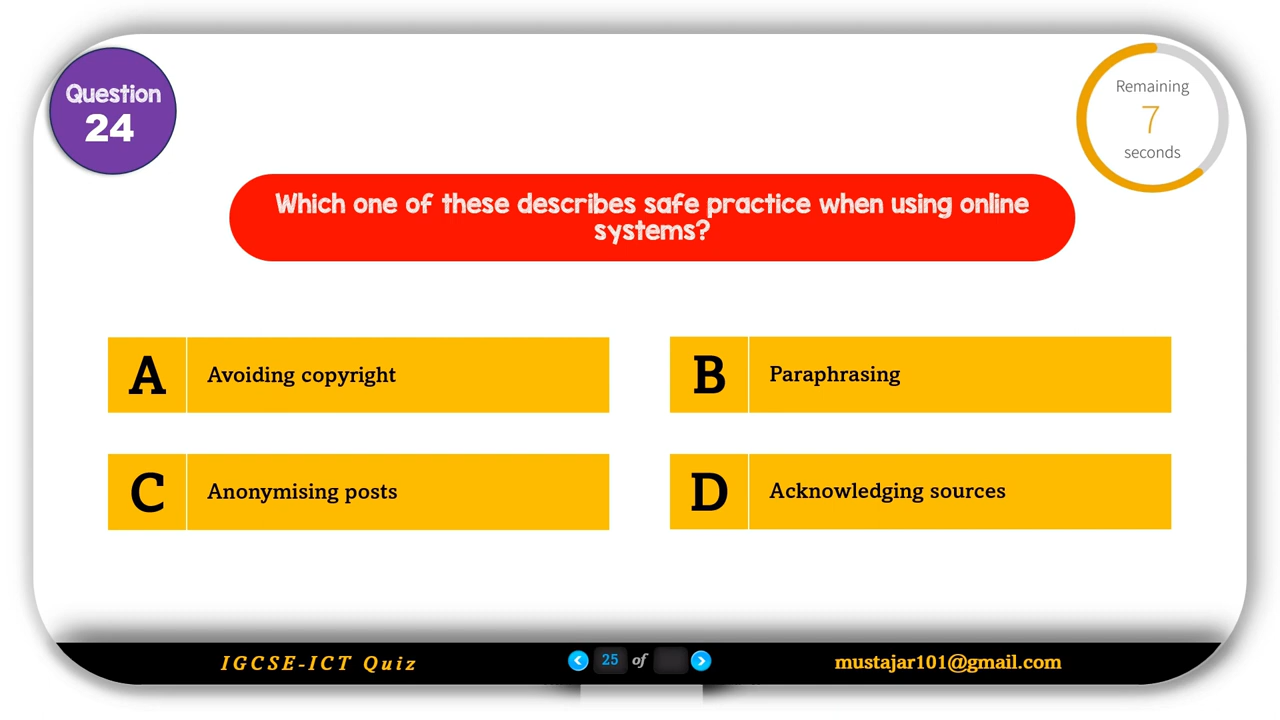 Question
24
Remaining
7
seconds
Which one of these describes safe practice when using online
systems?
A
Avoiding copyright
B
Paraphrasing
C
Anonymising posts
D
Acknowledging sources
IGCSE-ICT Quiz
25 of
mustajar101@gmail.com